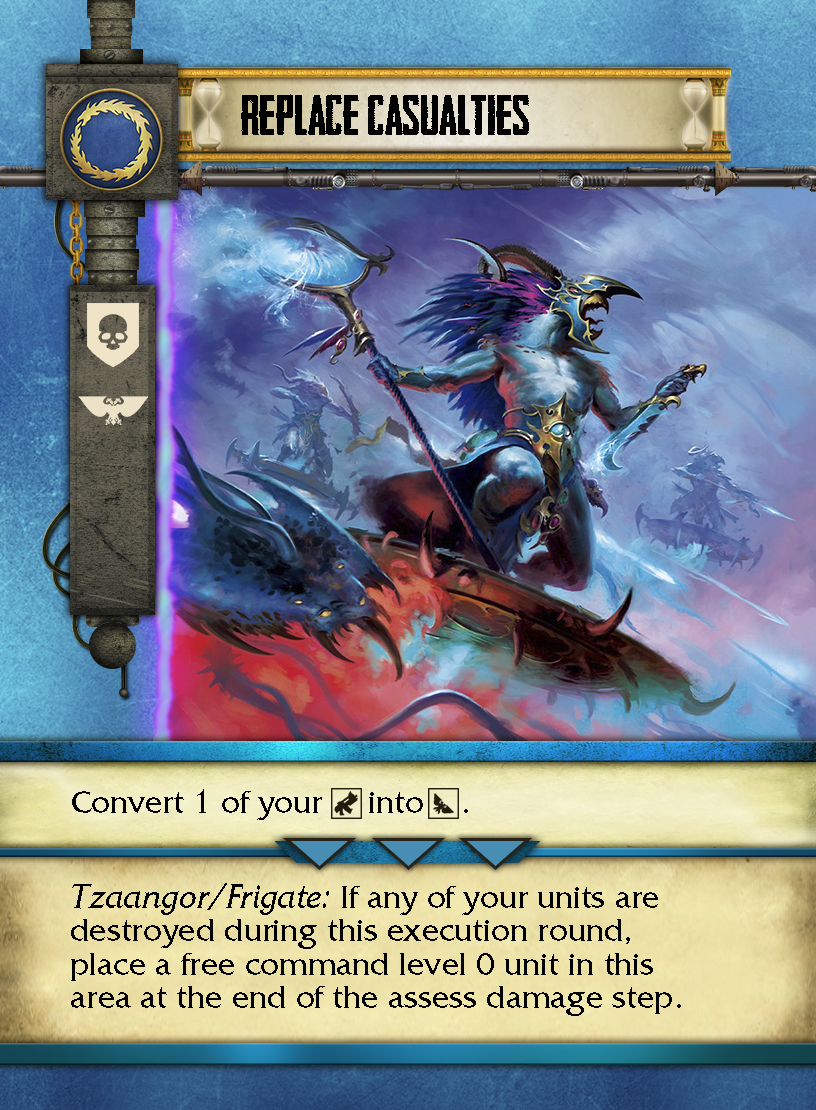 REPLACE CASUALTIES
Convert 1 of your into .
Tzaangor/Frigate: If any of your units are
destroyed during this execution round,
place a free command level 0 unit in this
area at the end of the assess damage step.